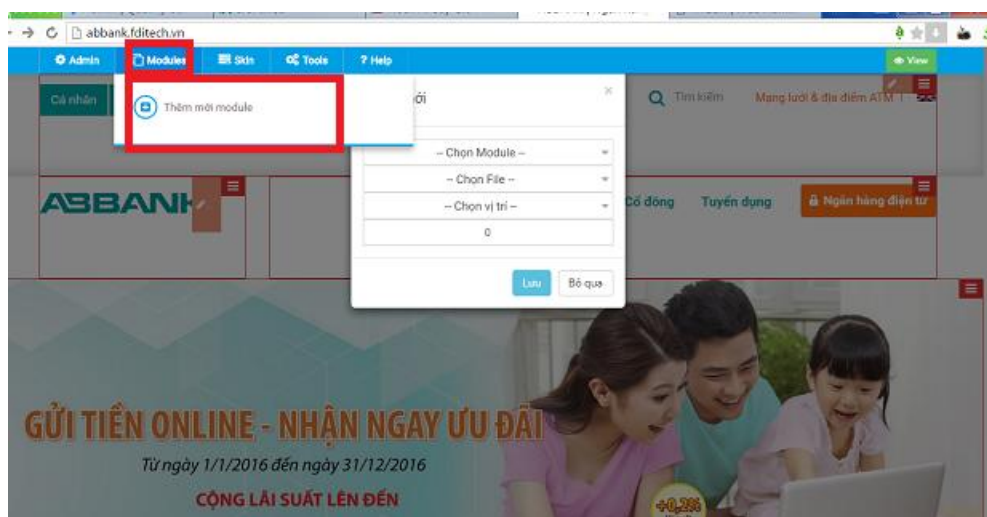 abbank.fditech.vn
Admin Modules Skin Tools ? Help View
Cá nhân
Thêm mới module
ới
×
Tìm kiếm Mạng lưới & địa điểm ATM
-- Chọn Module --
-- Chọn File --
-- Chọn vị trí --
0
ABBANK
Cổ đông Tuyển dụng Ngân hàng điện tử
Lưu Bỏ qua
GỬI TIỀN ONLINE - NHẬN NGAY ƯU ĐÃI
Từ ngày 1/1/2016 đến ngày 31/12/2016
CỘNG LÃI SUẤT LÊN ĐẾN
+0,2%